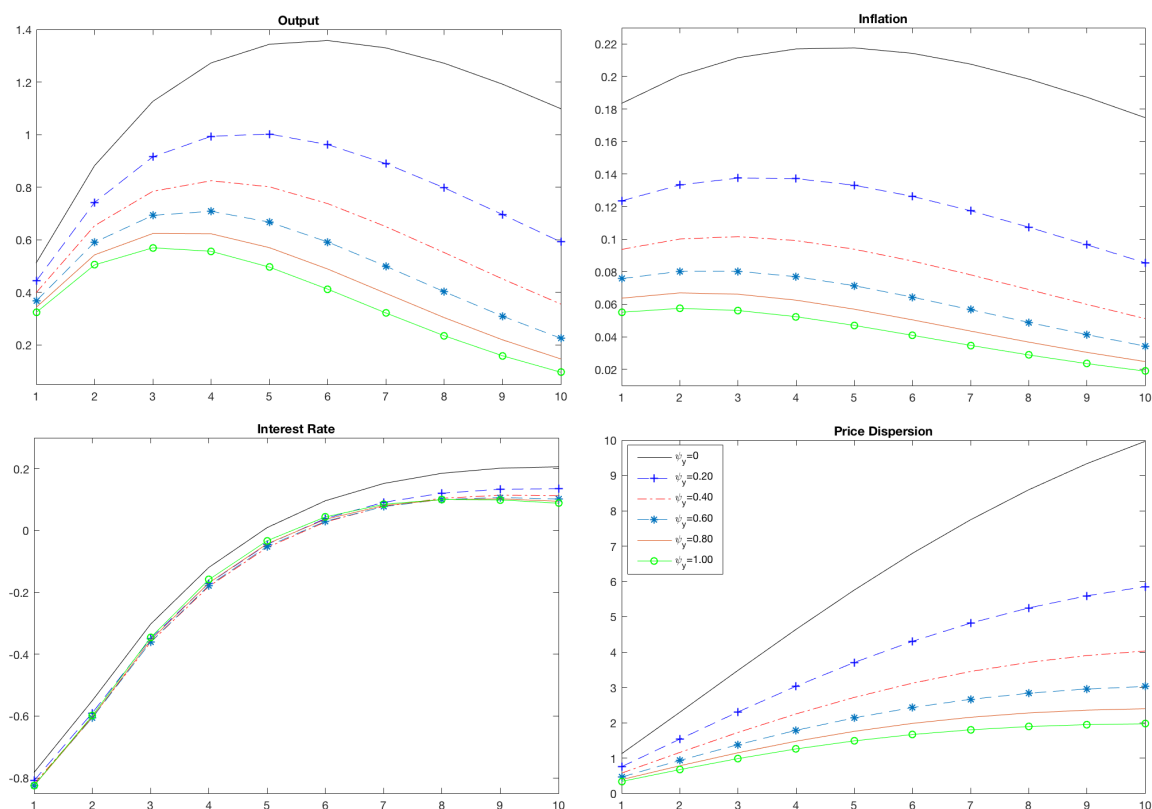 Output
1.4
1.2
1
0.8
0.6
0.4
0.2
1 2 3 4 5 6 7 8 9 10
Inflation
0.22
0.2
0.18
0.16
0.14
0.12
0.1
0.08
0.06
0.04
0.02
1 2 3 4 5 6 7 8 9 10
Interest Rate
0.2
0
-0.2
-0.4
-0.6
-0.8
1 2 3 4 5 6 7 8 9 10
Price Dispersion
10
9
8
7
6
5
4
3
2
1
0
ψ_y=0
ψ_y=0.20
ψ_y=0.40
ψ_y=0.60
ψ_y=0.80
ψ_y=1.00
1 2 3 4 5 6 7 8 9 10